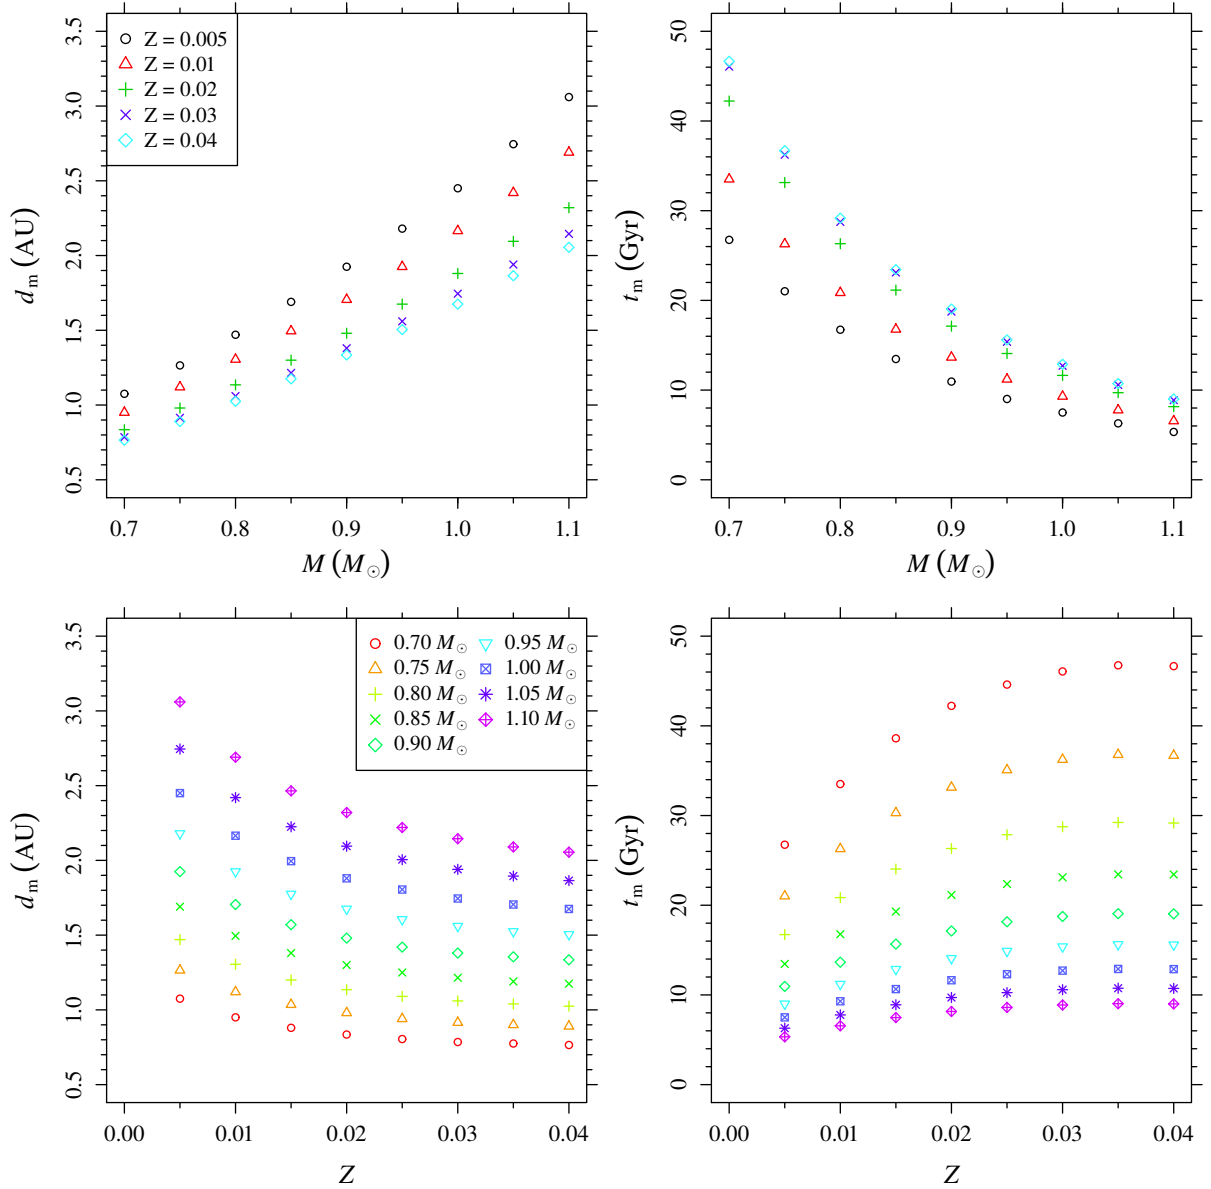 3.5
3.0
2.5
2.0
1.5
1.0
0.5
d_m (AU)
Z = 0.005
Z = 0.01
Z = 0.02
Z = 0.03
Z = 0.04
0.7 0.8 0.9 1.0 1.1
M (M☉)
50
40
30
20
10
0
t_m (Gyr)
0.7 0.8 0.9 1.0 1.1
M (M☉)
3.5
3.0
2.5
2.0
1.5
1.0
0.5
d_m (AU)
0.70 M☉ 0.95 M☉
0.75 M☉ 1.00 M☉
0.80 M☉ 1.05 M☉
0.85 M☉ 1.10 M☉
0.90 M☉
0.00 0.01 0.02 0.03 0.04
Z
50
40
30
20
10
0
t_m (Gyr)
0.00 0.01 0.02 0.03 0.04
Z